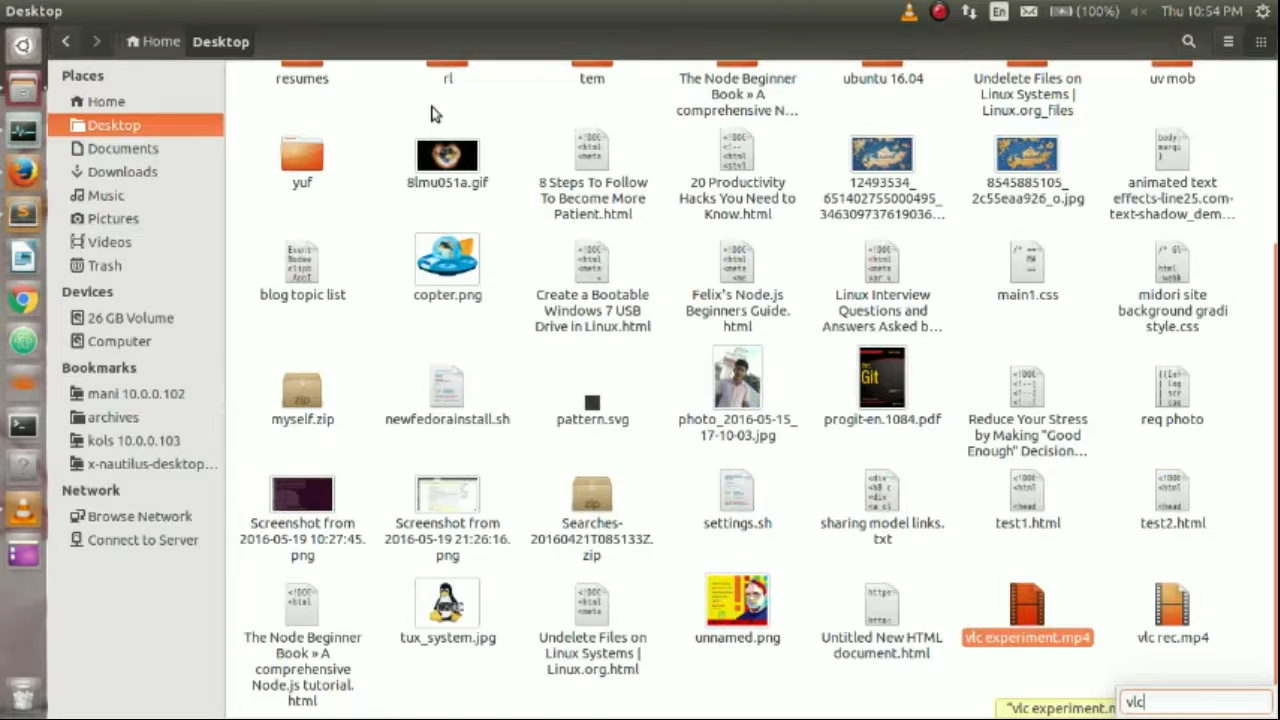 Desktop
En
(100%)
Thu 10:54 PM
Home
Desktop
Places
Home
Desktop
Documents
Downloads
Music
Pictures
Videos
Trash
Devices
26 GB Volume
Computer
Bookmarks
mani 10.0.0.102
archives
kols 10.0.0.103
x-nautilus-desktop...
Network
Browse Network
Connect to Server
resumes
rl
tem
The Node Beginner
Book » A
comprehensive N...
ubuntu 16.04
Undelete Files on
Linux Systems |
Linux.org_files
uv mob
yuf
8lmu051a.gif
8 Steps To Follow
To Become More
Patient.html
20 Productivity
Hacks You Need to
Know.html
12493534_
651402755000495_
346309737619036...
8545885105_
2c55eaa926_o.jpg
animated text
effects-line25.com-
text-shadow_dem...
blog topic list
copter.png
Create a Bootable
Windows 7 USB
Drive in Linux.html
Felix's Node.js
Beginners Guide.
html
Linux Interview
Questions and
Answers Asked b...
main1.css
midori site
background gradi
style.css
myself.zip
newfedorainstall.sh
pattern.svg
photo_2016-05-15_
17-10-03.jpg
Git
progit-en.1084.pdf
Reduce Your Stress
by Making "Good
Enough" Decision...
req photo
Screenshot from
2016-05-19 10:27:45.
png
Screenshot from
2016-05-19 21:26:16.
png
Searches-
20160421T085133Z.
zip
settings.sh
sharing model links.
txt
test1.html
test2.html
The Node Beginner
Book » A
comprehensive
Node.js tutorial.
html
tux_system.jpg
Undelete Files on
Linux Systems |
Linux.org.html
unnamed.png
Untitled New HTML
document.html
vlc experiment.mp4
vlc rec.mp4
"vlc experiment.m
vlc